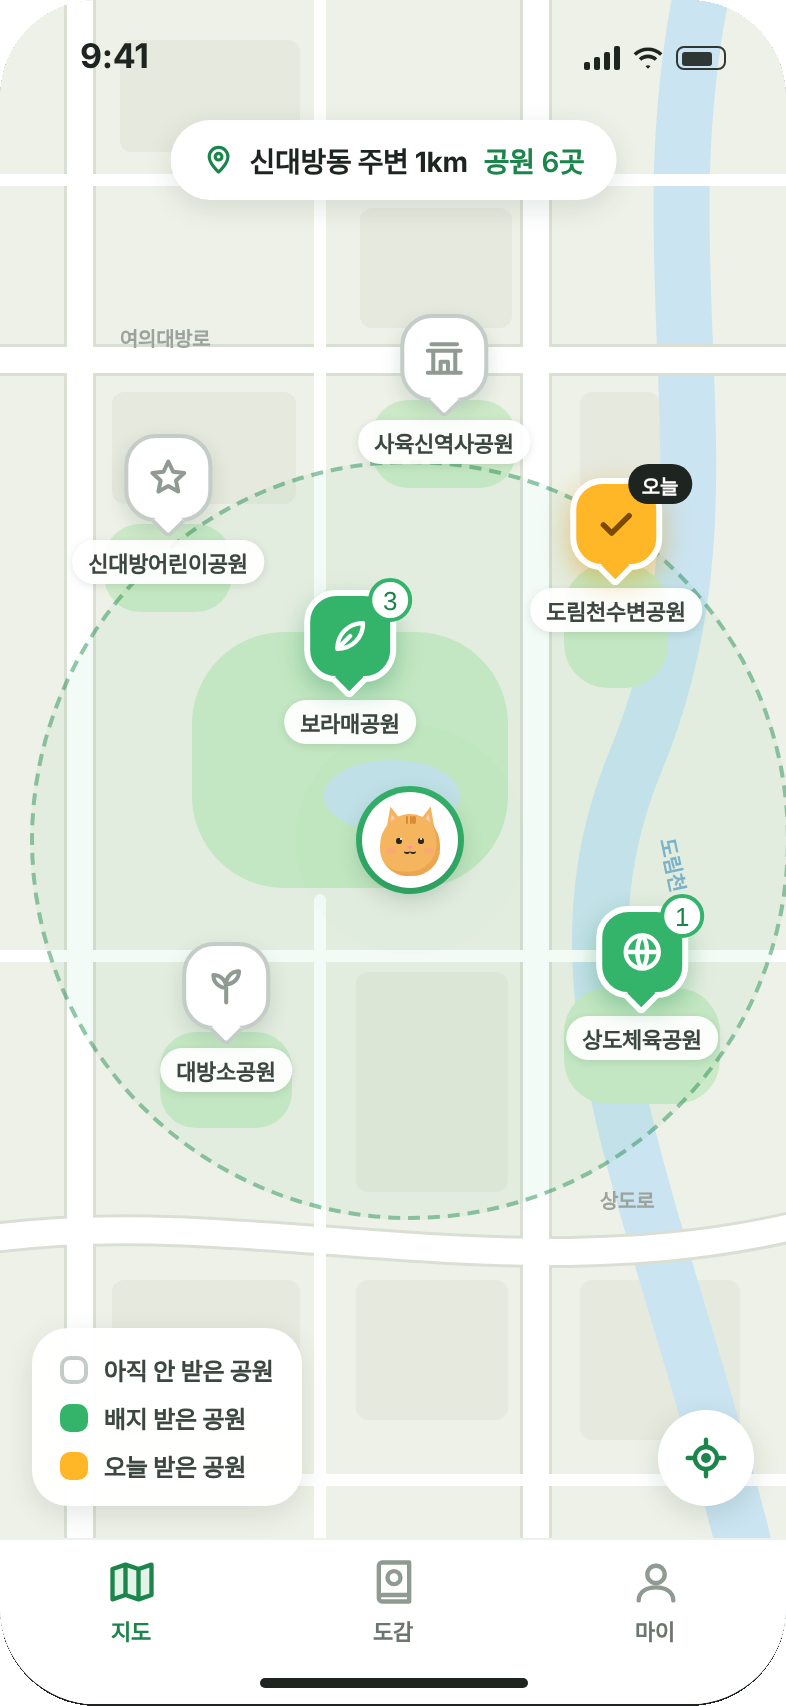 9:41
신대방동 주변 1km 공원 6곳
여의대방로
사육신역사공원
오늘
신대방어린이공원
도림천수변공원
3
보라매공원
도림천
1
상도체육공원
대방소공원
상도로
아직 안 받은 공원
배지 받은 공원
오늘 받은 공원
지도
도감
마이